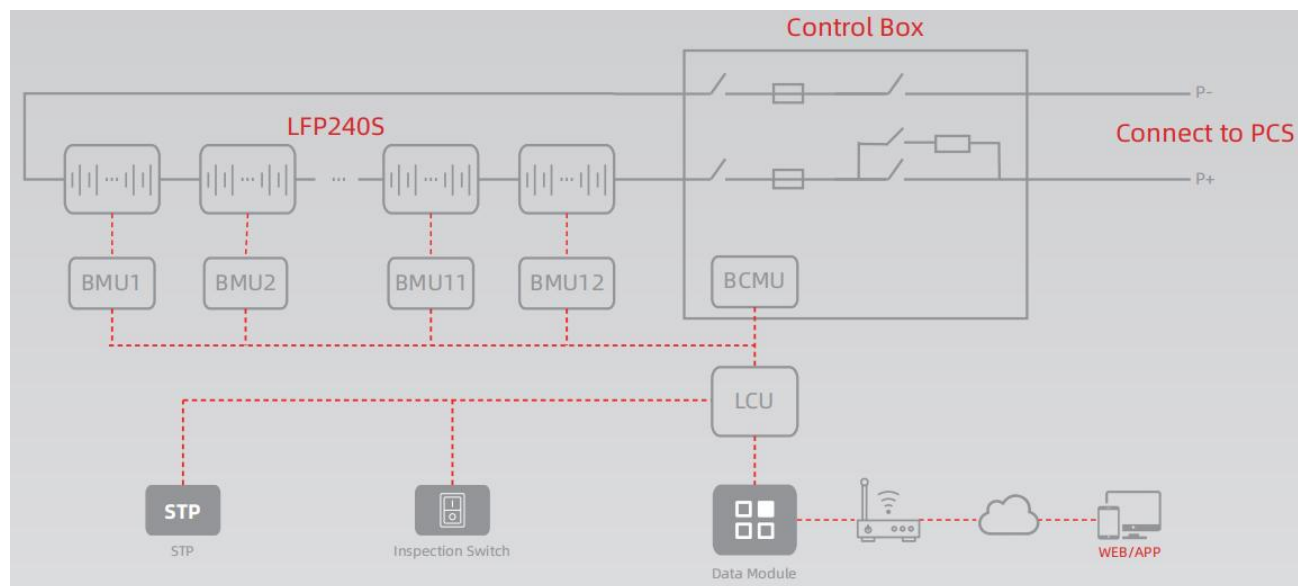 Control Box
P-
LFP240S
Connect to PCS
...
P+
BMU1
BMU2
BMU11
BMU12
BCMU
LCU
STP
STP
Inspection Switch
Data Module
WEB/APP